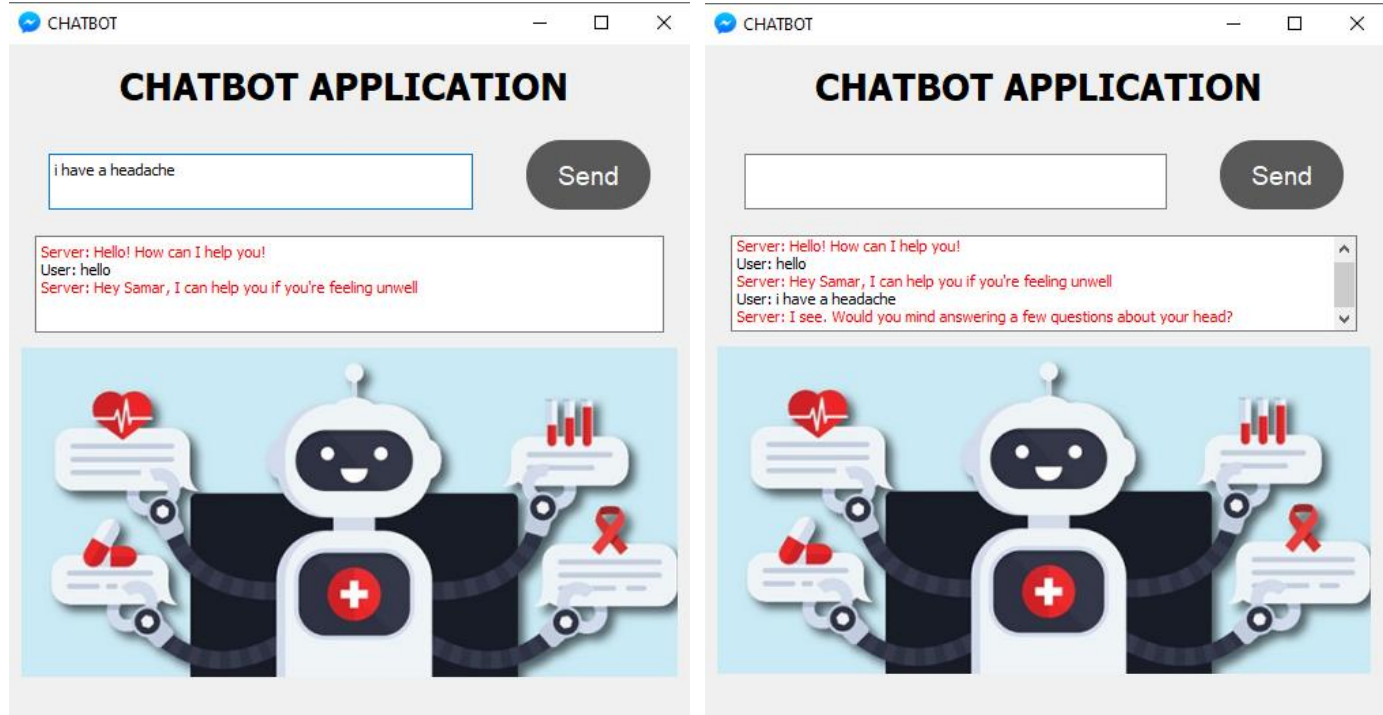 CHATBOT
CHATBOT APPLICATION
i have a headache
Send
Server: Hello! How can I help you!
User: hello
Server: Hey Samar, I can help you if you're feeling unwell
CHATBOT
CHATBOT APPLICATION
Send
Server: Hello! How can I help you!
User: hello
Server: Hey Samar, I can help you if you're feeling unwell
User: i have a headache
Server: I see. Would you mind answering a few questions about your head?